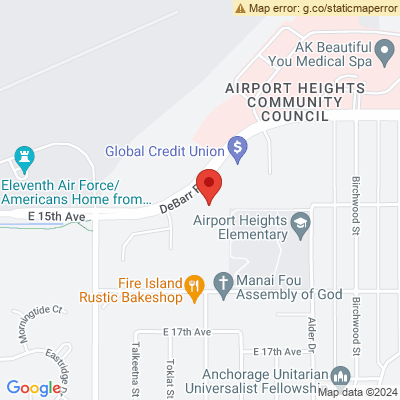 Map error: g.co/staticmaperror
AK Beautiful
You Medical Spa
AIRPORT HEIGHTS
COMMUNITY
COUNCIL
Global Credit Union
Eleventh Air Force/
Americans Home from...
E 15th Ave
DeBarr R
Birchwood St
Airport Heights
Elementary
Fire Island
Rustic Bakeshop
Manai Fou
Assembly of God
Morningtide Ct
Eastridge D
Talkeetna St
Toklat St
E 17th Ave
E 17th Ave
Alder Dr
Birchwood St
Anchorage Unitarian
Universalist Fellowship
Google
Map data ©2024